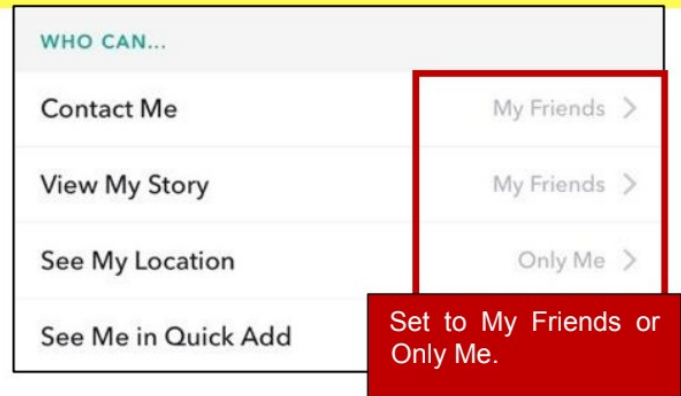 WHO CAN...
Contact Me My Friends >
View My Story My Friends >
See My Location Only Me >
See Me in Quick Add
Set to My Friends or
Only Me.